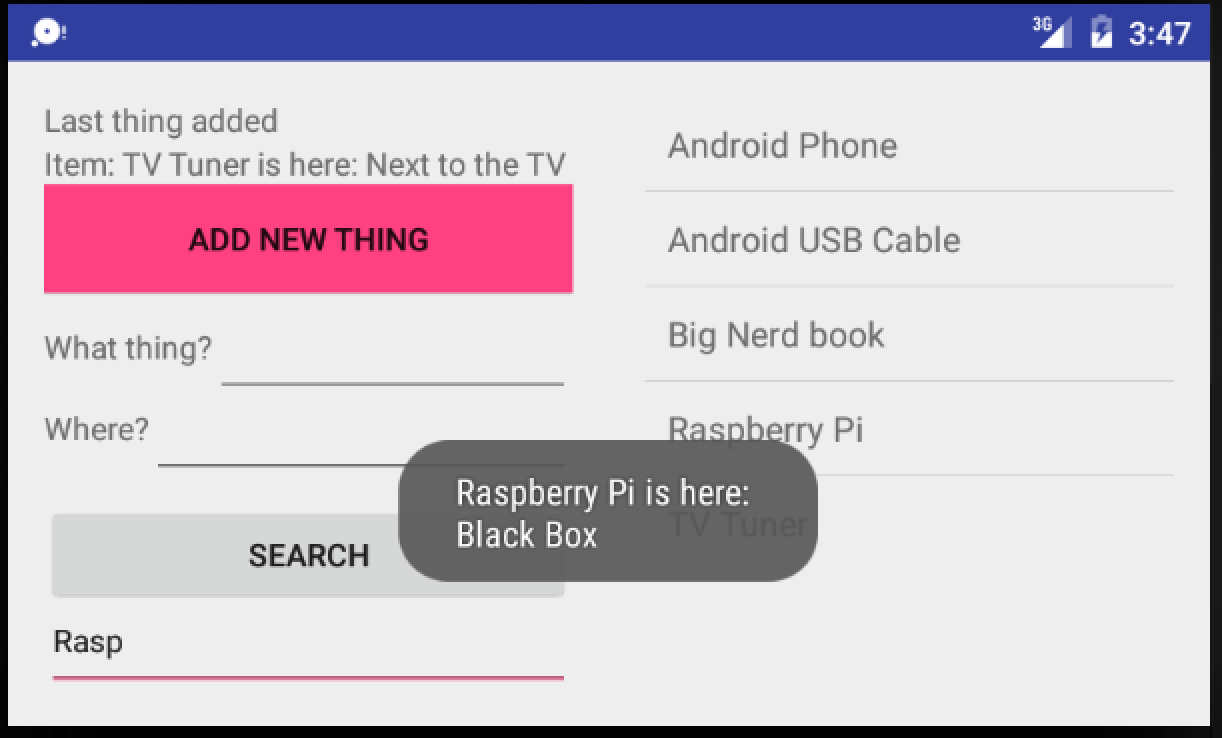 3G
3:47
Last thing added
Item: TV Tuner is here: Next to the TV
ADD NEW THING
What thing?
Where?
SEARCH
Rasp
Android Phone
Android USB Cable
Big Nerd book
Raspberry Pi
TV Tuner
Raspberry Pi is here:
Black Box